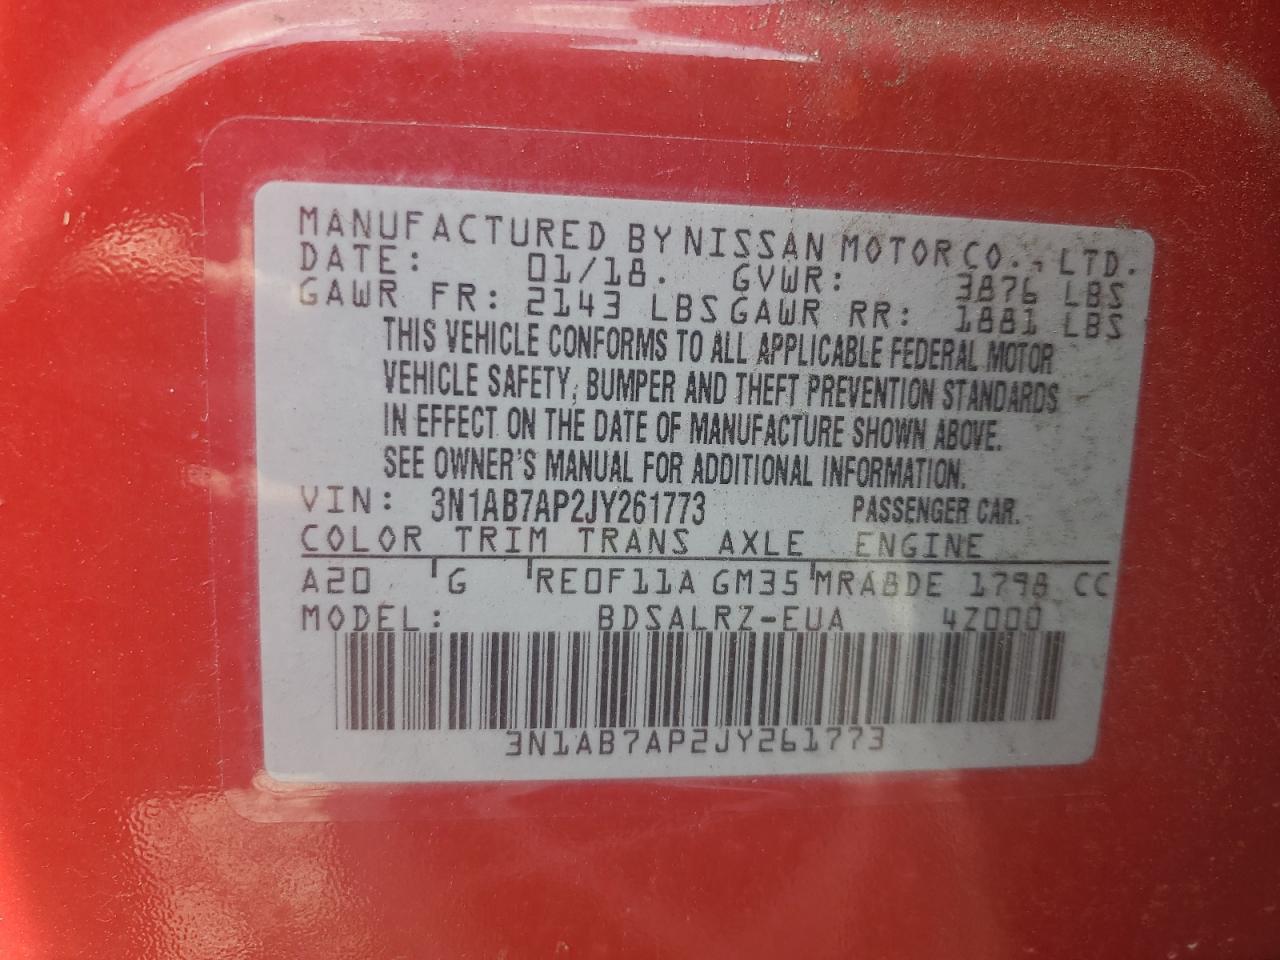 MANUFACTURED BY NISSAN MOTOR CO., LTD.
DATE: 01/18. GVWR: 3876 LBS
GAWR FR: 2143 LBS GAWR RR: 1881 LBS
THIS VEHICLE CONFORMS TO ALL APPLICABLE FEDERAL MOTOR
VEHICLE SAFETY, BUMPER AND THEFT PREVENTION STANDARDS
IN EFFECT ON THE DATE OF MANUFACTURE SHOWN ABOVE.
SEE OWNER'S MANUAL FOR ADDITIONAL INFORMATION.
VIN: 3N1AB7AP2JY261773 PASSENGER CAR.
COLOR TRIM TRANS AXLE ENGINE
A20 G RE0F11A GM35 MRA8DE 1798 CC
MODEL: BDSALRZ-EUA 4Z000
3N1AB7AP2JY261773